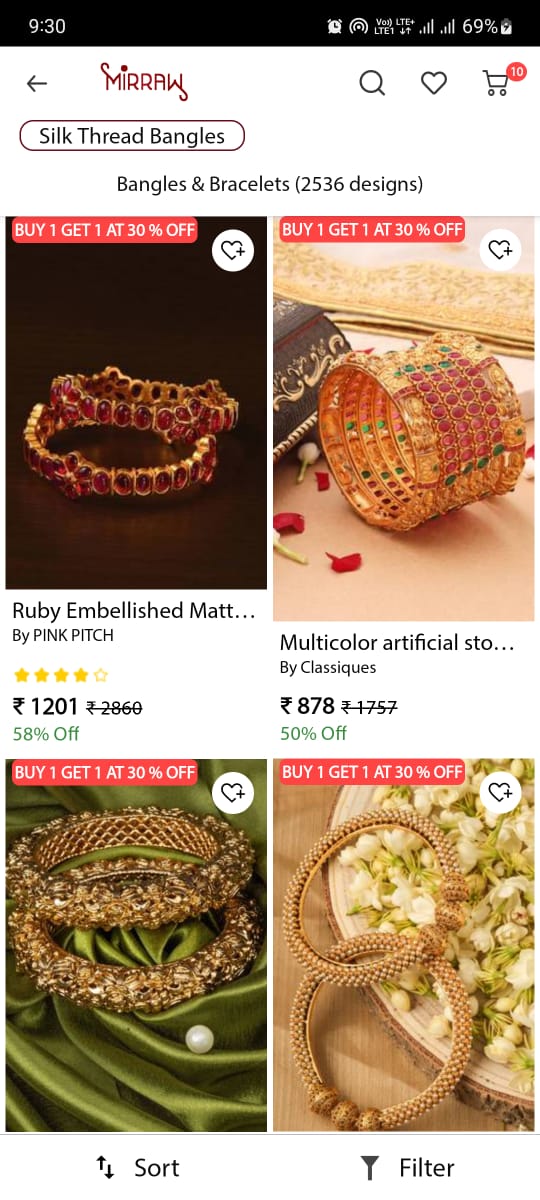 9:30
Vo)) LTE+
LTE1 ↓↑
69%
MIRRAW
10
Silk Thread Bangles
Bangles & Bracelets (2536 designs)
BUY 1 GET 1 AT 30 % OFF
BUY 1 GET 1 AT 30 % OFF
Ruby Embellished Matt...
By PINK PITCH
₹ 1201 ₹ 2860
58% Off
Multicolor artificial sto...
By Classiques
₹ 878 ₹ 1757
50% Off
BUY 1 GET 1 AT 30 % OFF
BUY 1 GET 1 AT 30 % OFF
Sort
Filter